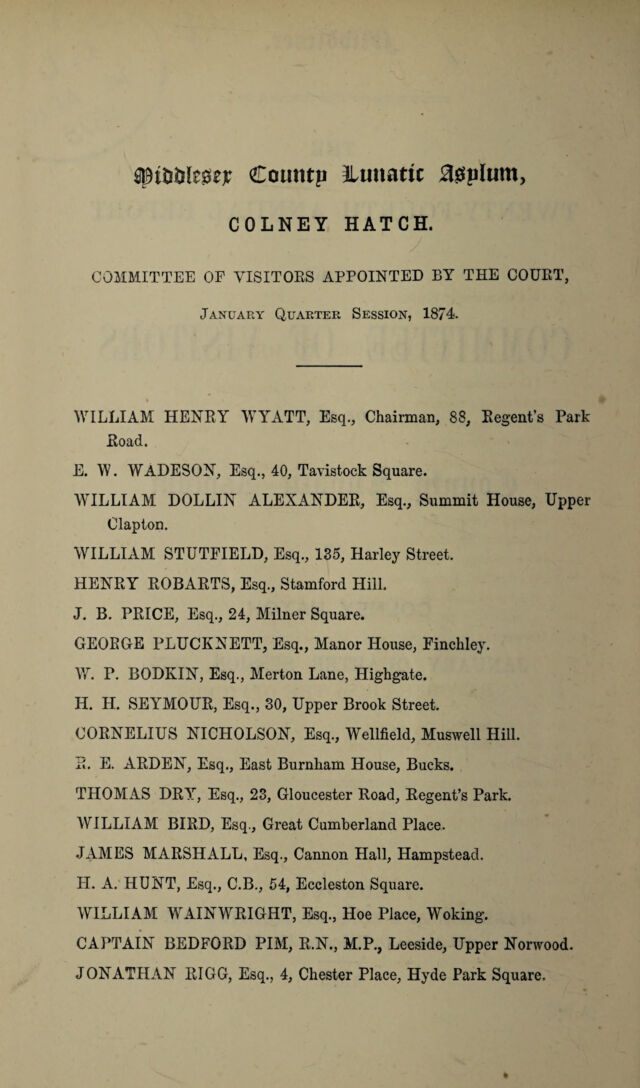 Middlesex County Lunatic Asylum,
COLNEY HATCH.
COMMITTEE OF VISITORS APPOINTED BY THE COURT,
January Quarter Session, 1874.
WILLIAM HENRY WYATT, Esq., Chairman, 88, Regent's Park
Road.
E. W. WADESON, Esq., 40, Tavistock Square.
WILLIAM DOLLIN ALEXANDER, Esq., Summit House, Upper
Clapton.
WILLIAM STUTFIELD, Esq., 135, Harley Street.
HENRY ROBARTS, Esq., Stamford Hill.
J. B. PRICE, Esq., 24, Milner Square.
GEORGE PLUCKNETT, Esq., Manor House, Finchley.
W. P. BODKIN, Esq., Merton Lane, Highgate.
H. H. SEYMOUR, Esq., 30, Upper Brook Street.
CORNELIUS NICHOLSON, Esq., Wellfield, Muswell Hill.
R. E. ARDEN, Esq., East Burnham House, Bucks.
THOMAS DRY, Esq., 23, Gloucester Road, Regent's Park.
WILLIAM BIRD, Esq., Great Cumberland Place.
JAMES MARSHALL, Esq., Cannon Hall, Hampstead.
H. A. HUNT, Esq., C.B., 54, Eccleston Square.
WILLIAM WAINWRIGHT, Esq., Hoe Place, Woking.
CAPTAIN BEDFORD PIM, R.N., M.P., Leeside, Upper Norwood.
JONATHAN RIGG, Esq., 4, Chester Place, Hyde Park Square.